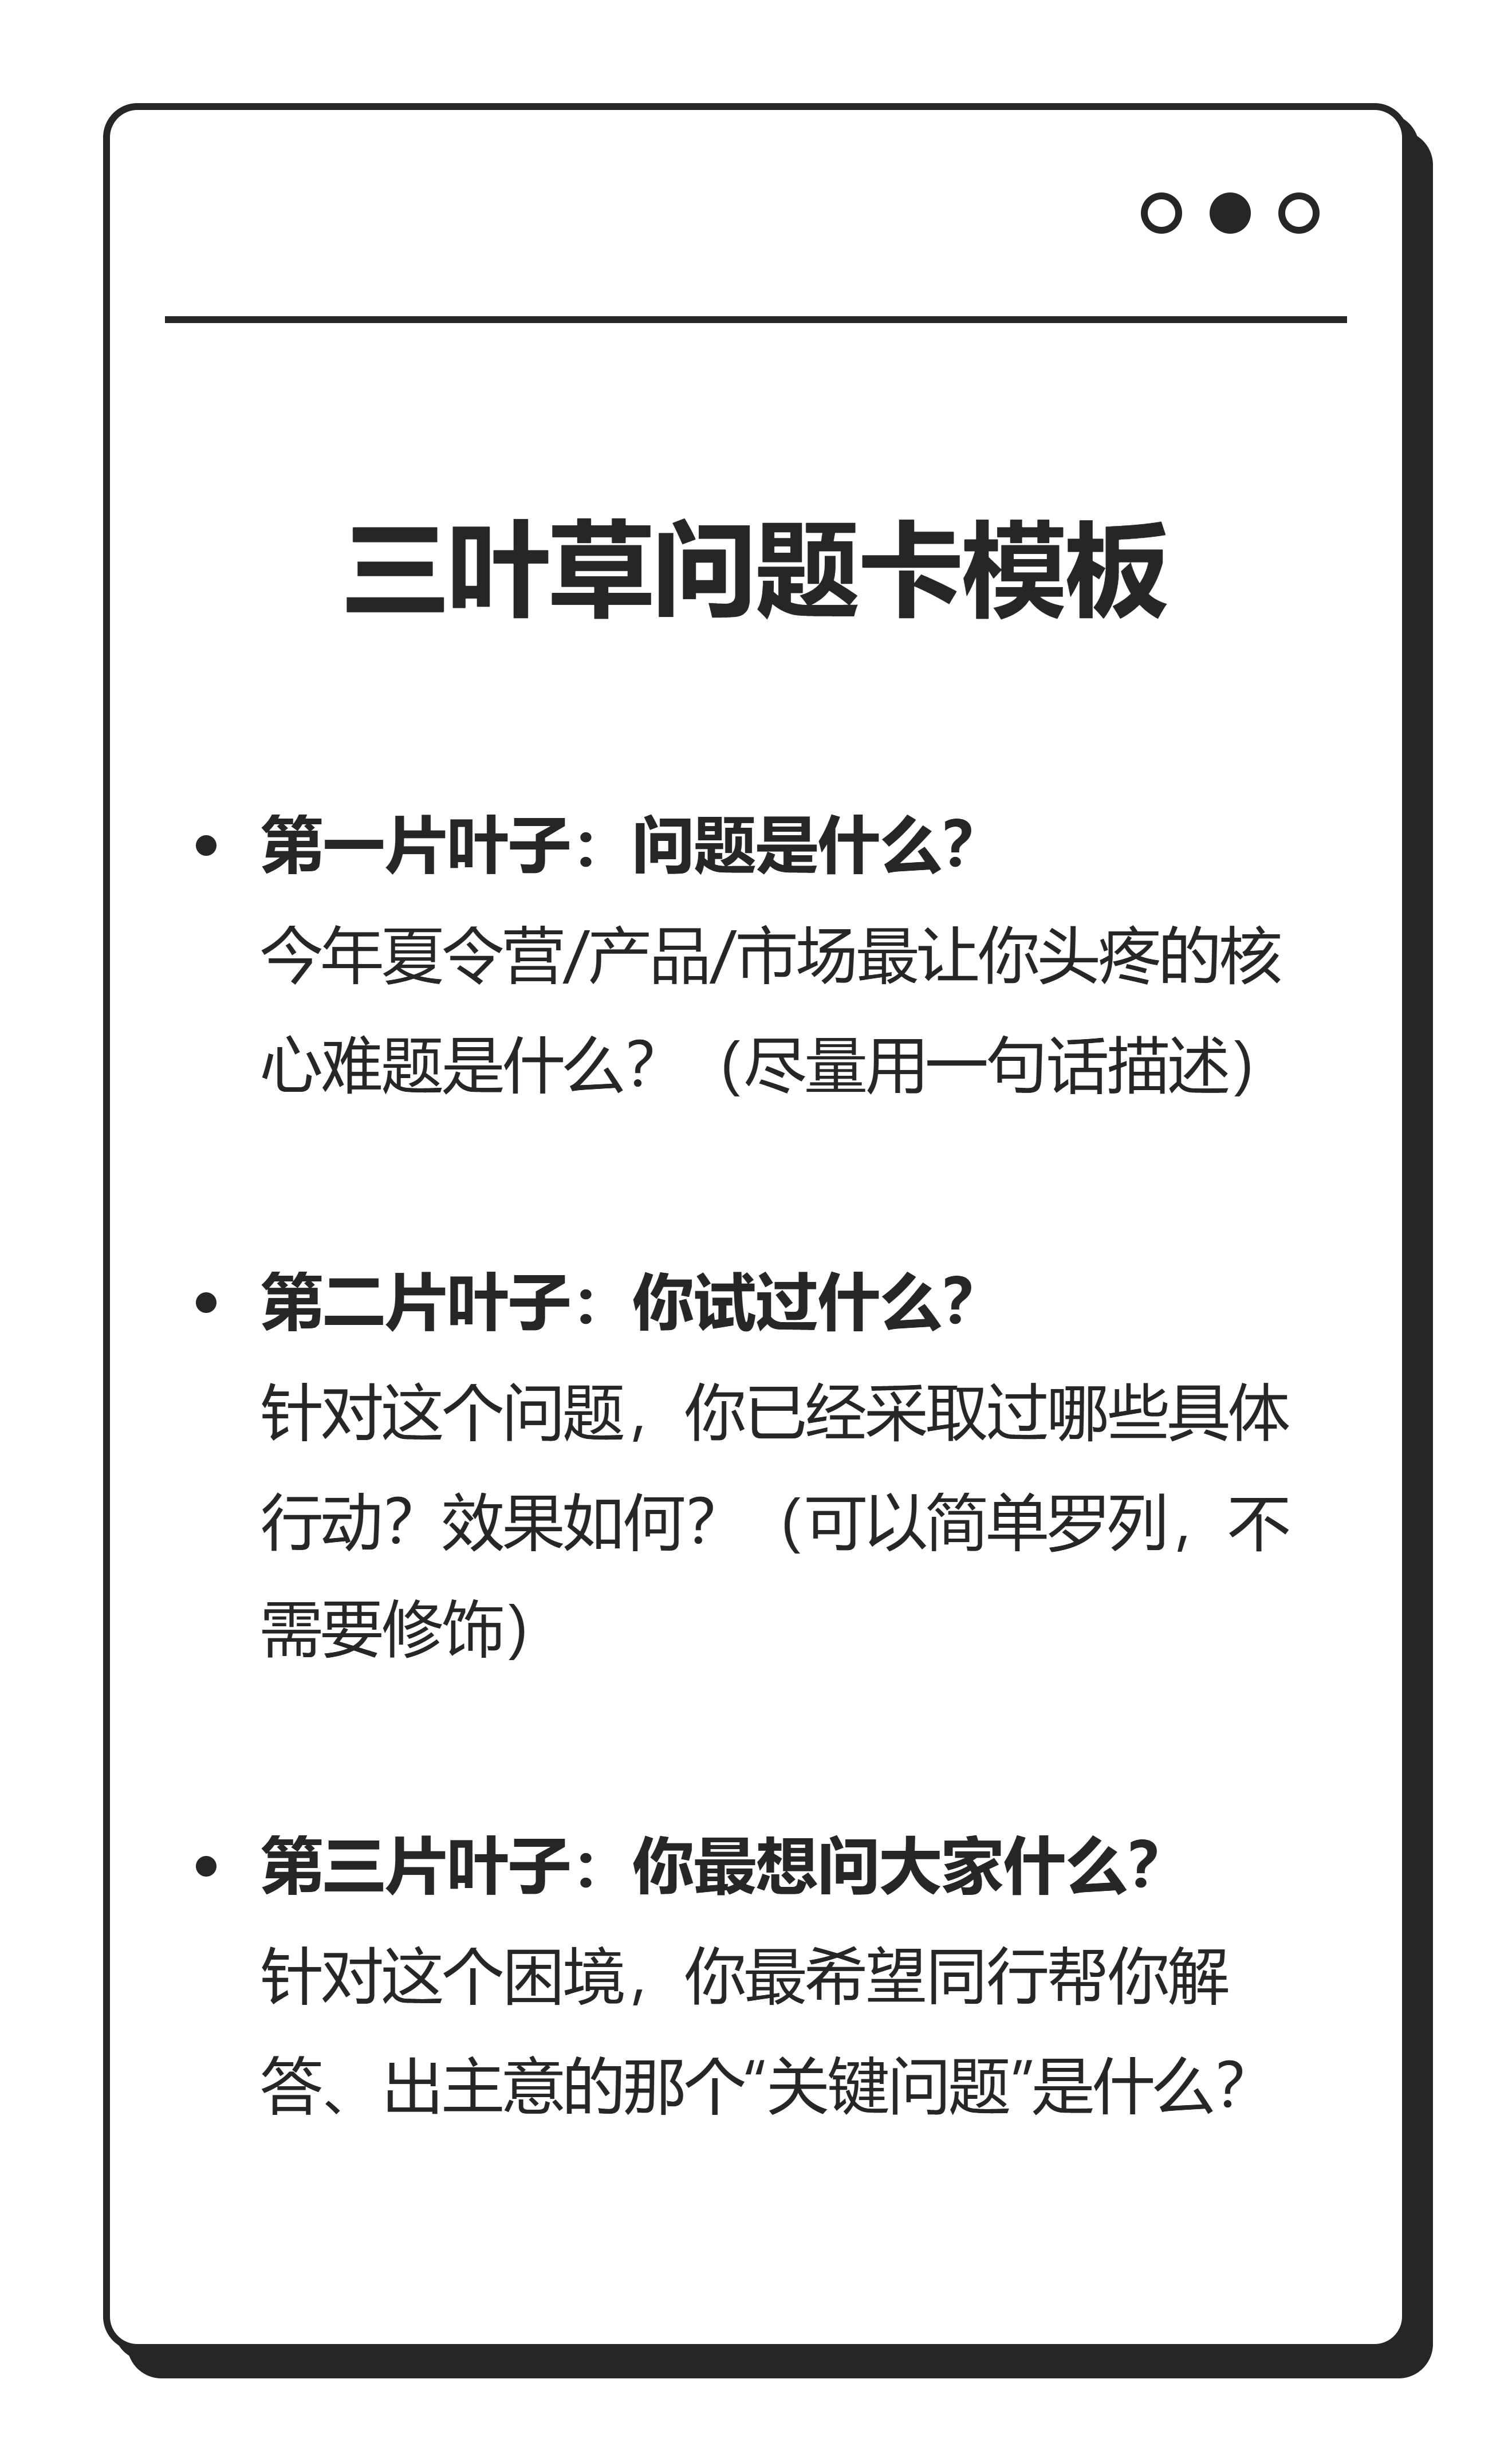 三叶草问题卡模板
• 第一片叶子：问题是什么？
今年夏令营/产品/市场最让你头疼的核
心难题是什么？（尽量用一句话描述）
• 第二片叶子：你试过什么？
针对这个问题，你已经采取过哪些具体
行动？效果如何？（可以简单罗列，不
需要修饰）
• 第三片叶子：你最想问大家什么？
针对这个困境，你最希望同行帮你解
答、出主意的那个“关键问题”是什么？